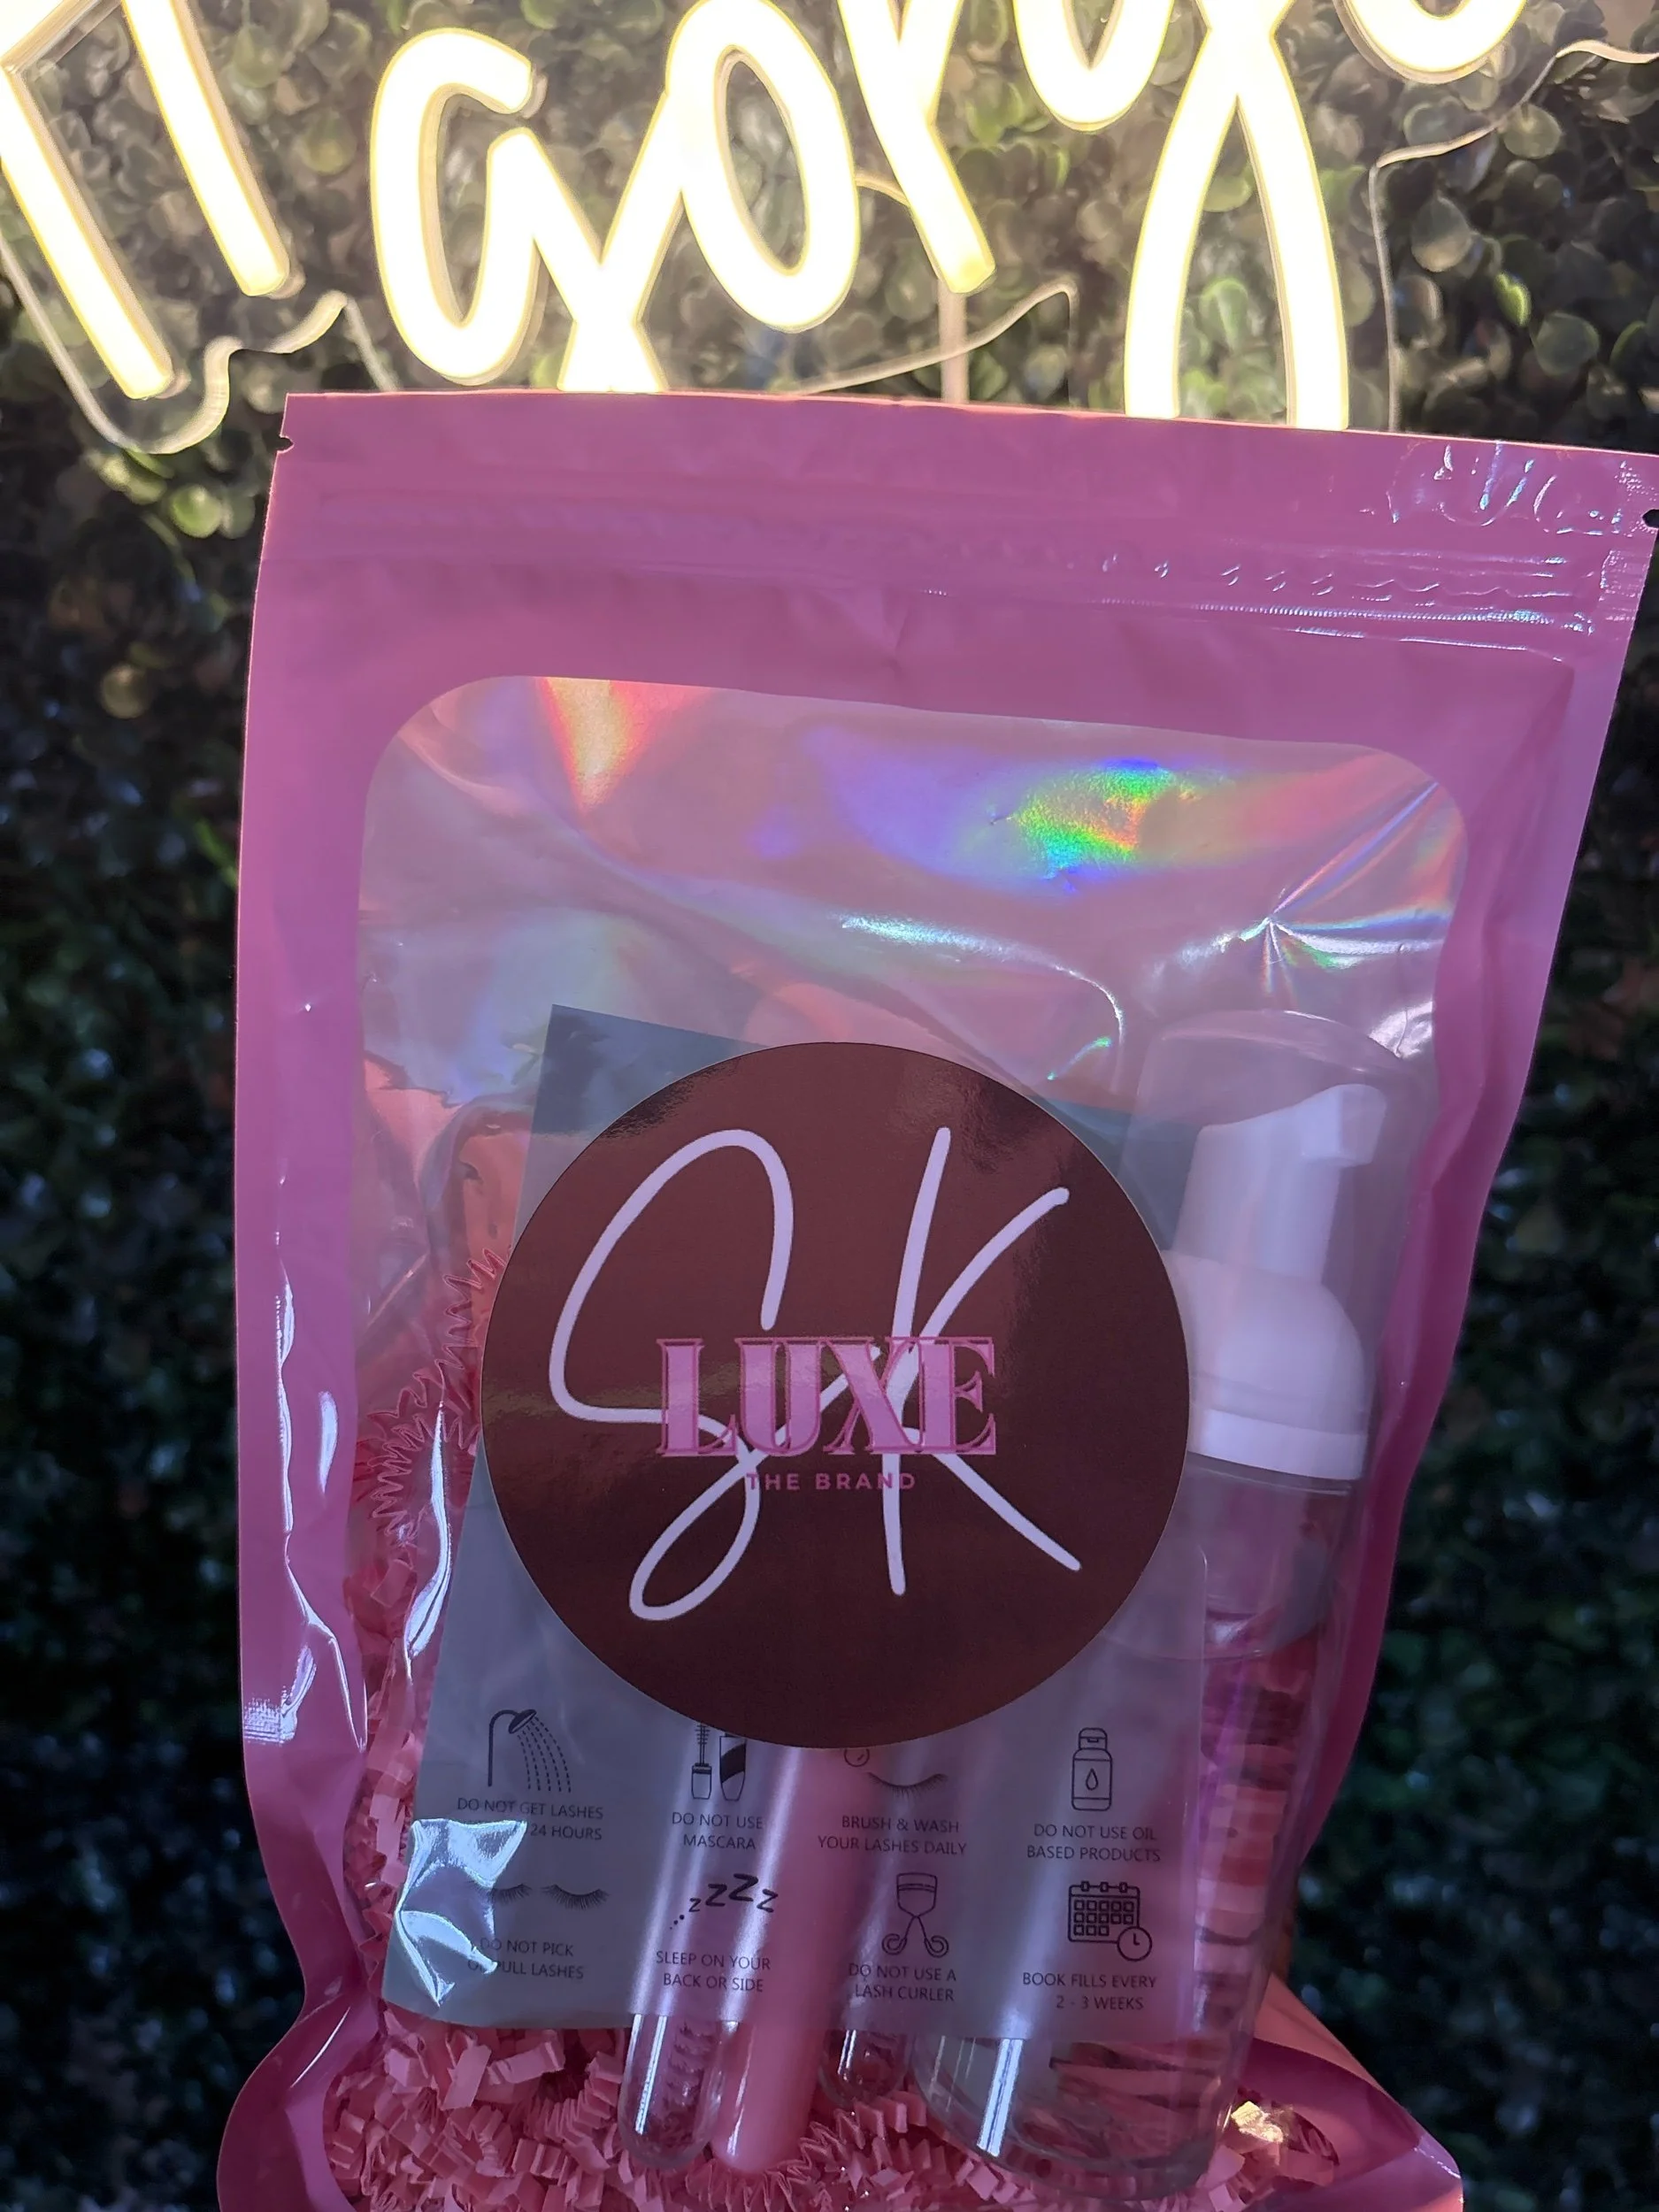 SK
LUXE
THE BRAND
DO NOT GET LASHES
24 HOURS
DO NOT USE
MASCARA
BRUSH & WASH
YOUR LASHES DAILY
DO NOT USE OIL
BASED PRODUCTS
zzZZz
DO NOT PICK
OR PULL LASHES
SLEEP ON YOUR
BACK OR SIDE
DO NOT USE A
LASH CURLER
BOOK FILLS EVERY
2 - 3 WEEKS